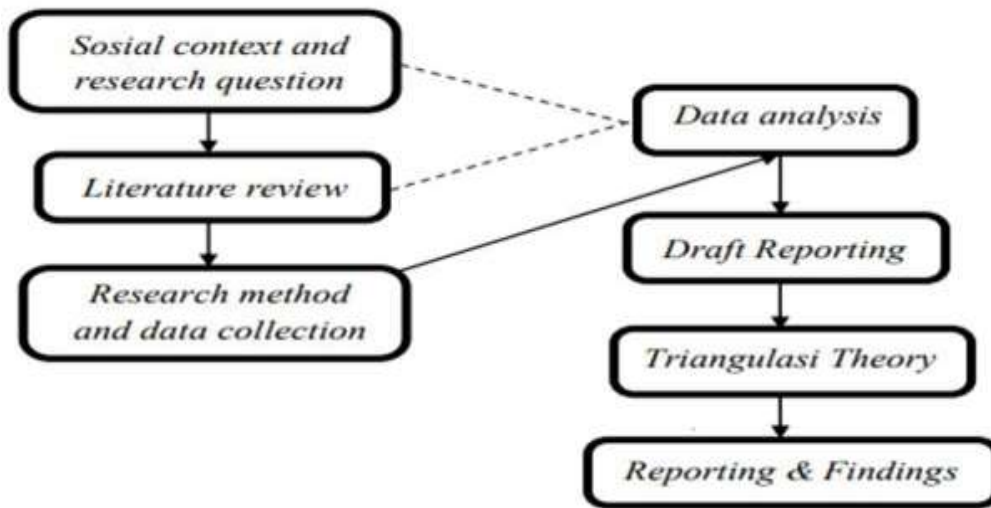 Sosial context and
research question
Literature review
Research method
and data collection
Data analysis
Draft Reporting
Triangulasi Theory
Reporting & Findings